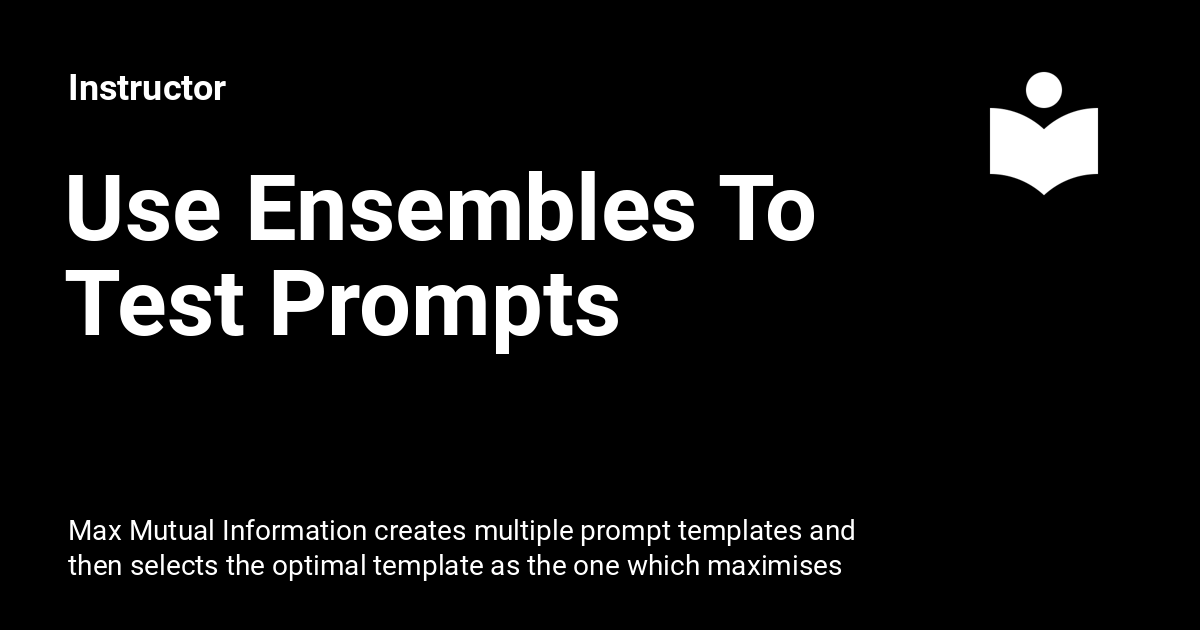 Instructor
Use Ensembles To
Test Prompts
Max Mutual Information creates multiple prompt templates and
then selects the optimal template as the one which maximises